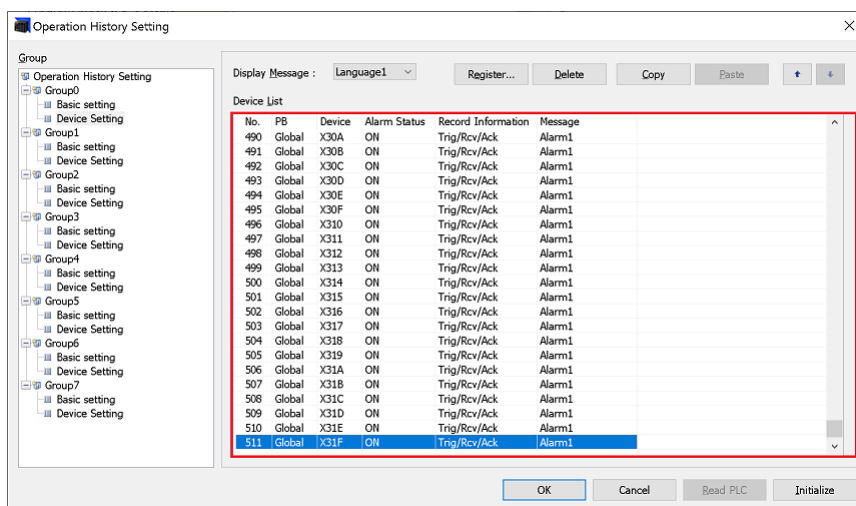 Operation History Setting
Group
Operation History Setting
Group0
Basic setting
Device Setting
Group1
Basic setting
Device Setting
Group2
Basic setting
Device Setting
Group3
Basic setting
Device Setting
Group4
Basic setting
Device Setting
Group5
Basic setting
Device Setting
Group6
Basic setting
Device Setting
Group7
Basic setting
Device Setting
Display Message : Language1 Register... Delete Copy Paste
Device List
No. PB Device Alarm Status Record Information Message
490 Global X30A ON Trig/Rcv/Ack Alarm1
491 Global X30B ON Trig/Rcv/Ack Alarm1
492 Global X30C ON Trig/Rcv/Ack Alarm1
493 Global X30D ON Trig/Rcv/Ack Alarm1
494 Global X30E ON Trig/Rcv/Ack Alarm1
495 Global X30F ON Trig/Rcv/Ack Alarm1
496 Global X310 ON Trig/Rcv/Ack Alarm1
497 Global X311 ON Trig/Rcv/Ack Alarm1
498 Global X312 ON Trig/Rcv/Ack Alarm1
499 Global X313 ON Trig/Rcv/Ack Alarm1
500 Global X314 ON Trig/Rcv/Ack Alarm1
501 Global X315 ON Trig/Rcv/Ack Alarm1
502 Global X316 ON Trig/Rcv/Ack Alarm1
503 Global X317 ON Trig/Rcv/Ack Alarm1
504 Global X318 ON Trig/Rcv/Ack Alarm1
505 Global X319 ON Trig/Rcv/Ack Alarm1
506 Global X31A ON Trig/Rcv/Ack Alarm1
507 Global X31B ON Trig/Rcv/Ack Alarm1
508 Global X31C ON Trig/Rcv/Ack Alarm1
509 Global X31D ON Trig/Rcv/Ack Alarm1
510 Global X31E ON Trig/Rcv/Ack Alarm1
511 Global X31F ON Trig/Rcv/Ack Alarm1
OK Cancel Read PLC Initialize